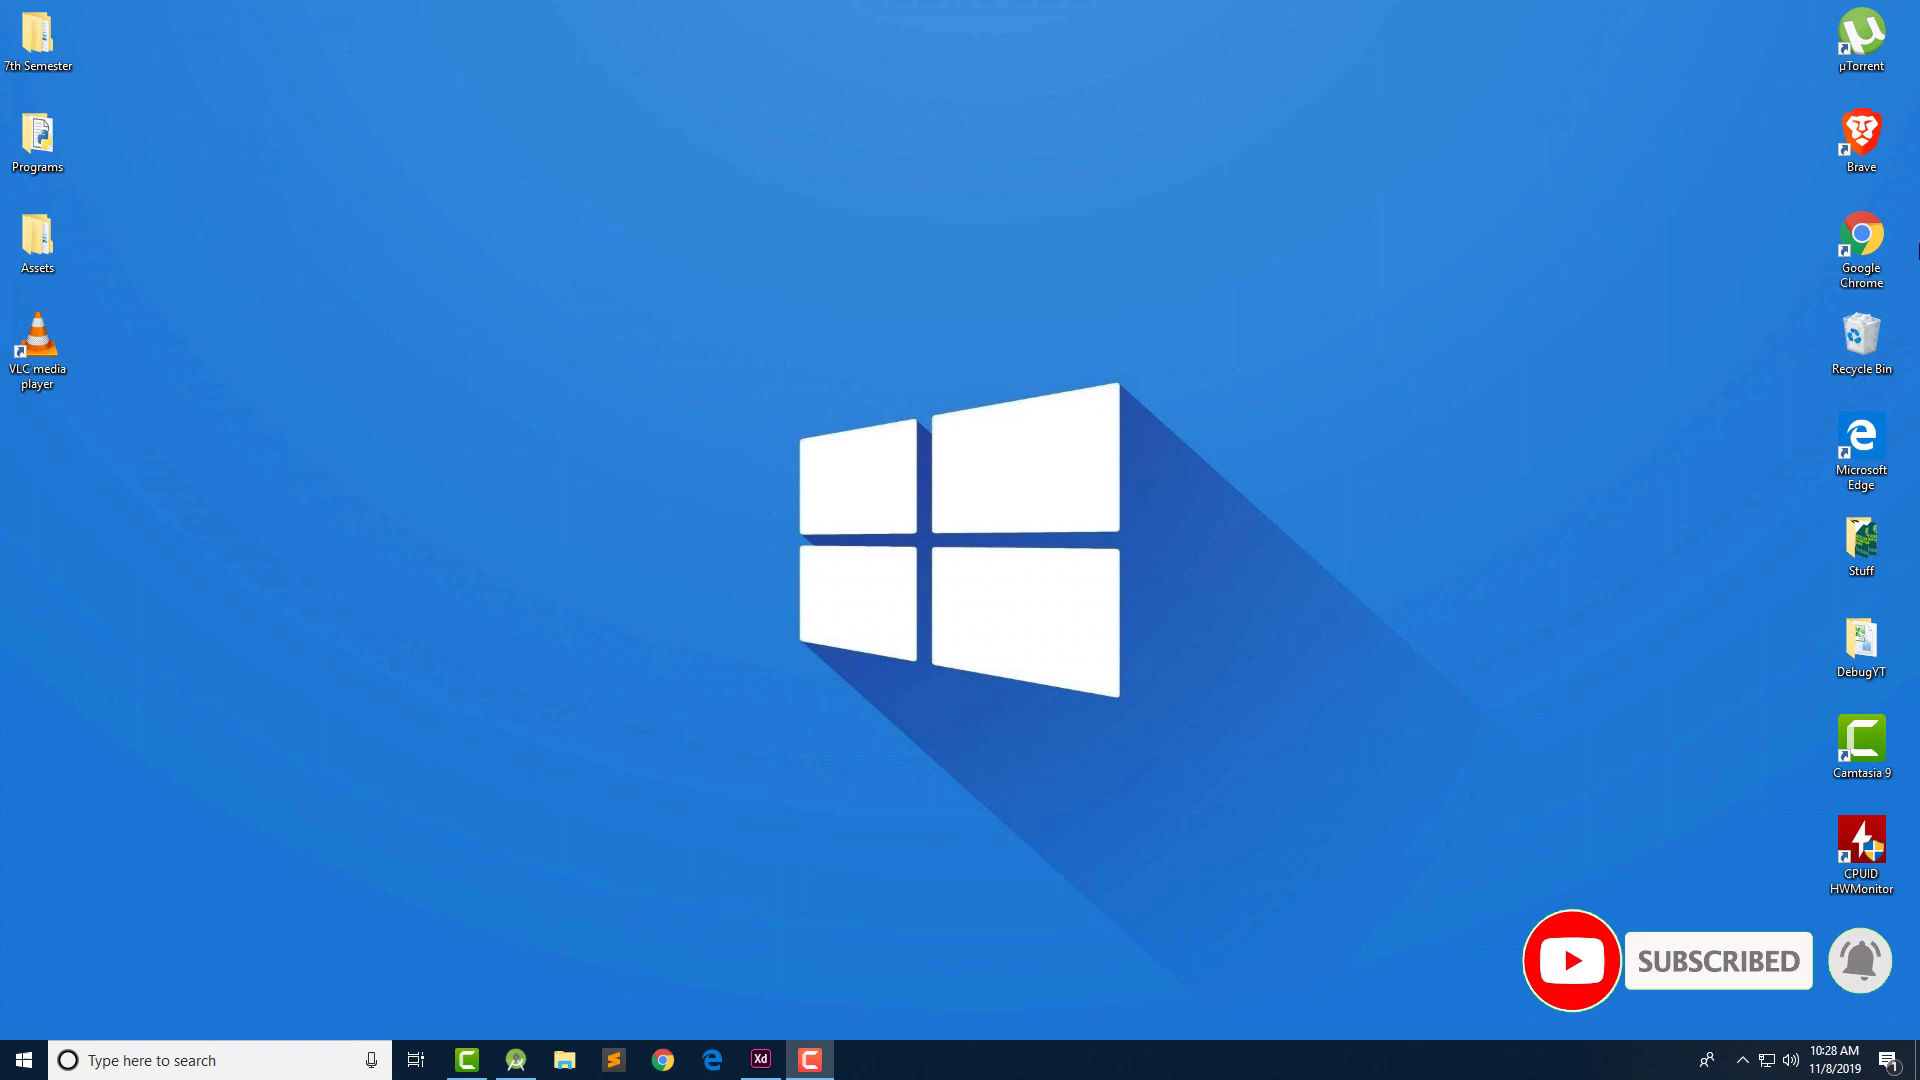 7th Semester
Programs
Assets
VLC media
player
µTorrent
Brave
Google
Chrome
Recycle Bin
Microsoft
Edge
Stuff
DebugYT
Camtasia 9
CPUID
HWMonitor
SUBSCRIBED
Type here to search
Xd
10:28 AM
11/8/2019
1